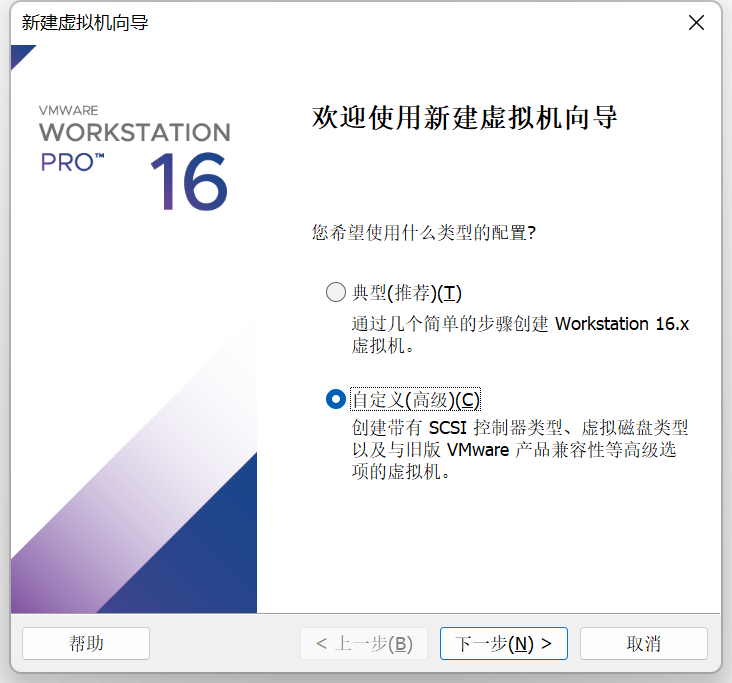 新建虚拟机向导
VMWARE
WORKSTATION
PRO™
16
欢迎使用新建虚拟机向导
您希望使用什么类型的配置?
典型(推荐)(T)
通过几个简单的步骤创建 Workstation 16.x
虚拟机。
自定义(高级)(C)
创建带有 SCSI 控制器类型、虚拟磁盘类型
以及与旧版 VMware 产品兼容性等高级选
项的虚拟机。
帮助
< 上一步(B)
下一步(N) >
取消